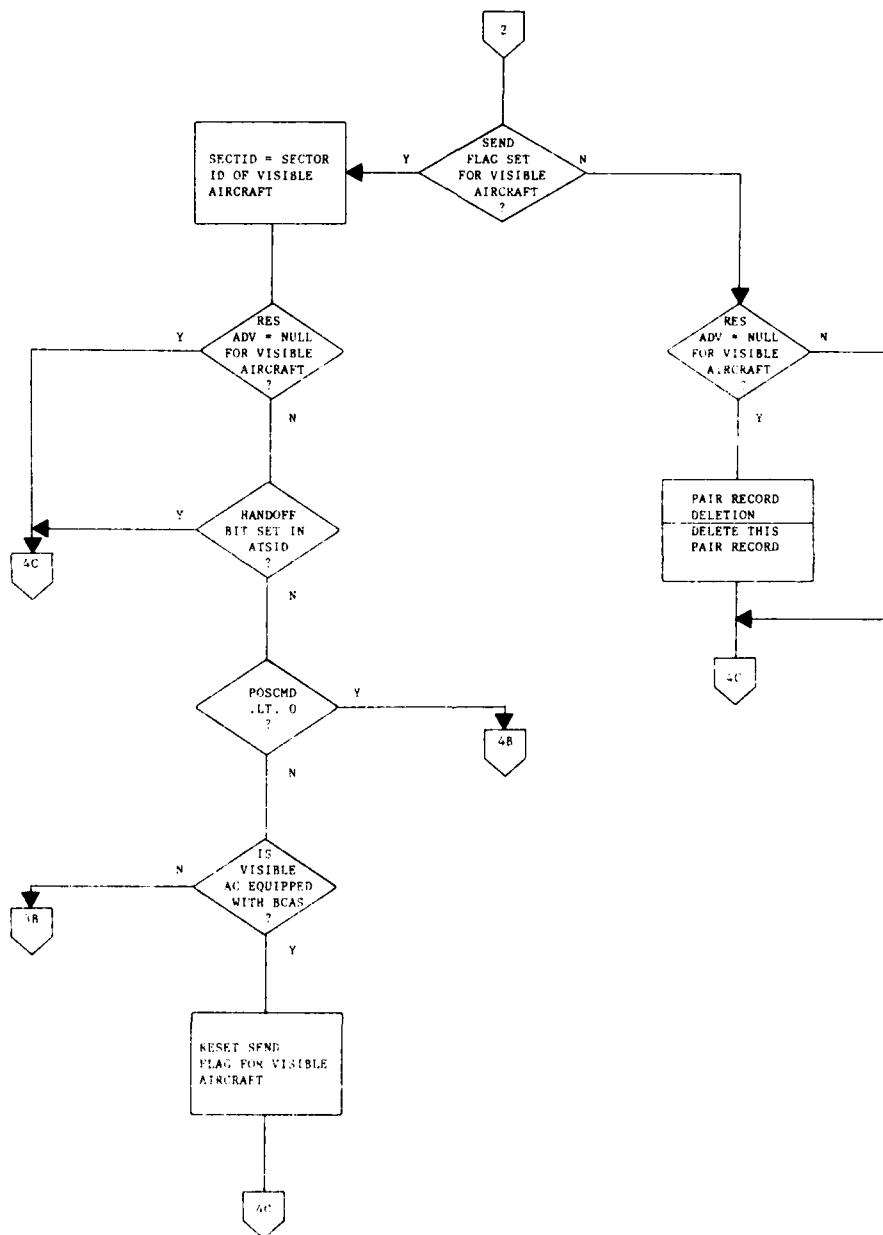 2
SEND
FLAG SET
FOR VISIBLE
AIRCRAFT
?
Y
N
SECTID = SECTOR
ID OF VISIBLE
AIRCRAFT
RES
ADV = NULL
FOR VISIBLE
AIRCRAFT
?
Y
N
RES
ADV = NULL
FOR VISIBLE
AIRCRAFT
?
N
Y
HANDOFF
BIT SET IN
ATSID
?
Y
N
4C
PAIR RECORD
DELETION
DELETE THIS
PAIR RECORD
4C
POSCMD
.LT. 0
?
Y
N
4B
IS
VISIBLE
AC EQUIPPED
WITH BCAS
?
N
Y
3B
RESET SEND
FLAG FOR VISIBLE
AIRCRAFT
4C